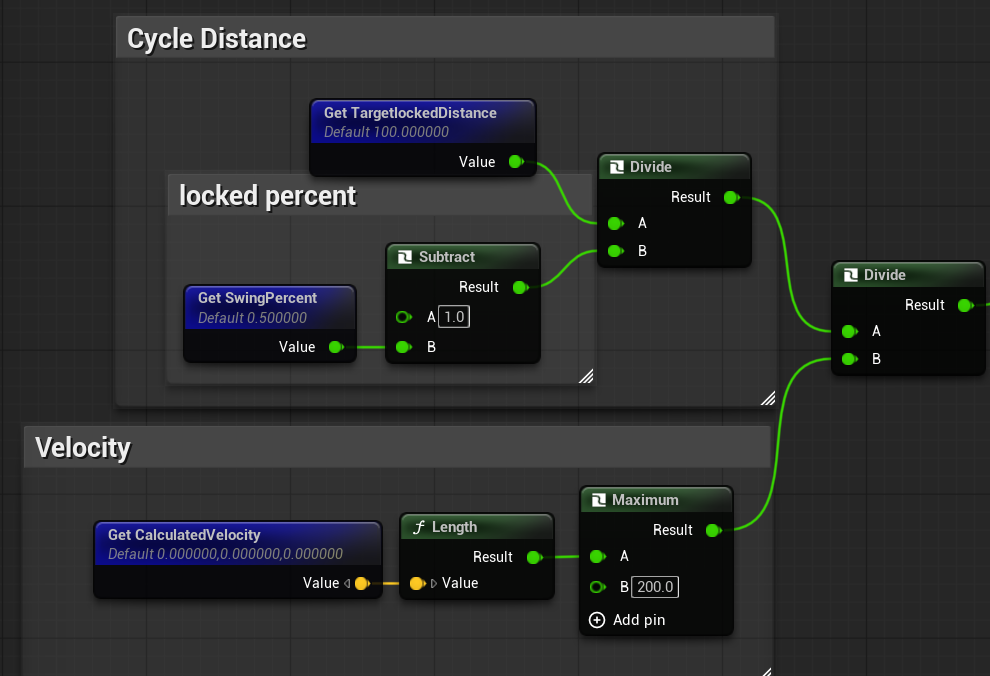 Cycle Distance
Get TargetlockedDistance
Default 100.000000
Value
Divide
Result
A
B
locked percent
Subtract
Result
A 1.0
B
Get SwingPercent
Default 0.500000
Value
Divide
Result
A
B
Velocity
Get CalculatedVelocity
Default 0.000000,0.000000,0.000000
Value
Length
Result
Value
Maximum
Result
A
B 200.0
Add pin